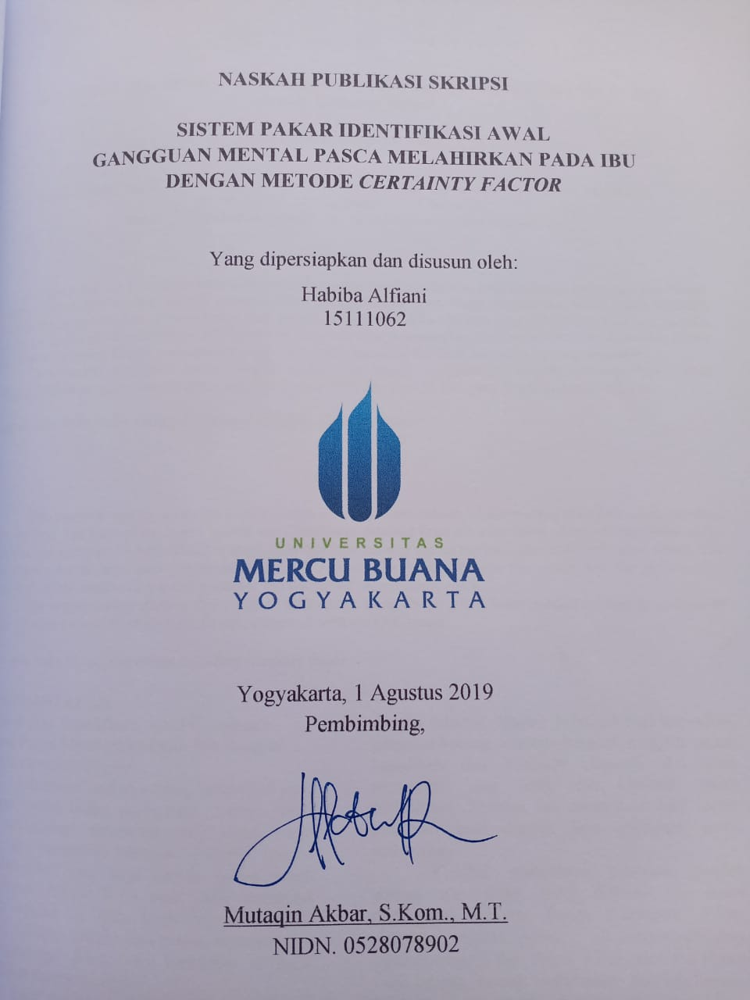 NASKAH PUBLIKASI SKRIPSI
SISTEM PAKAR IDENTIFIKASI AWAL
GANGGUAN MENTAL PASCA MELAHIRKAN PADA IBU
DENGAN METODE CERTAINTY FACTOR
Yang dipersiapkan dan disusun oleh:
Habiba Alfiani
15111062
UNIVERSITAS
MERCU BUANA
YOGYAKARTA
Yogyakarta, 1 Agustus 2019
Pembimbing,
Mutaqin Akbar, S.Kom., M.T.
NIDN. 0528078902